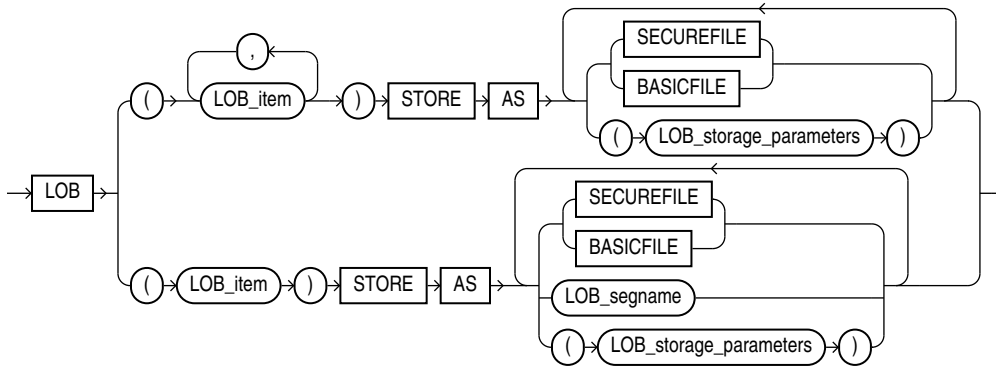 ,
SECUREFILE
( LOB_item ) STORE AS BASICFILE
( LOB_storage_parameters )
LOB
SECUREFILE
BASICFILE
( LOB_item ) STORE AS LOB_segname
( LOB_storage_parameters )